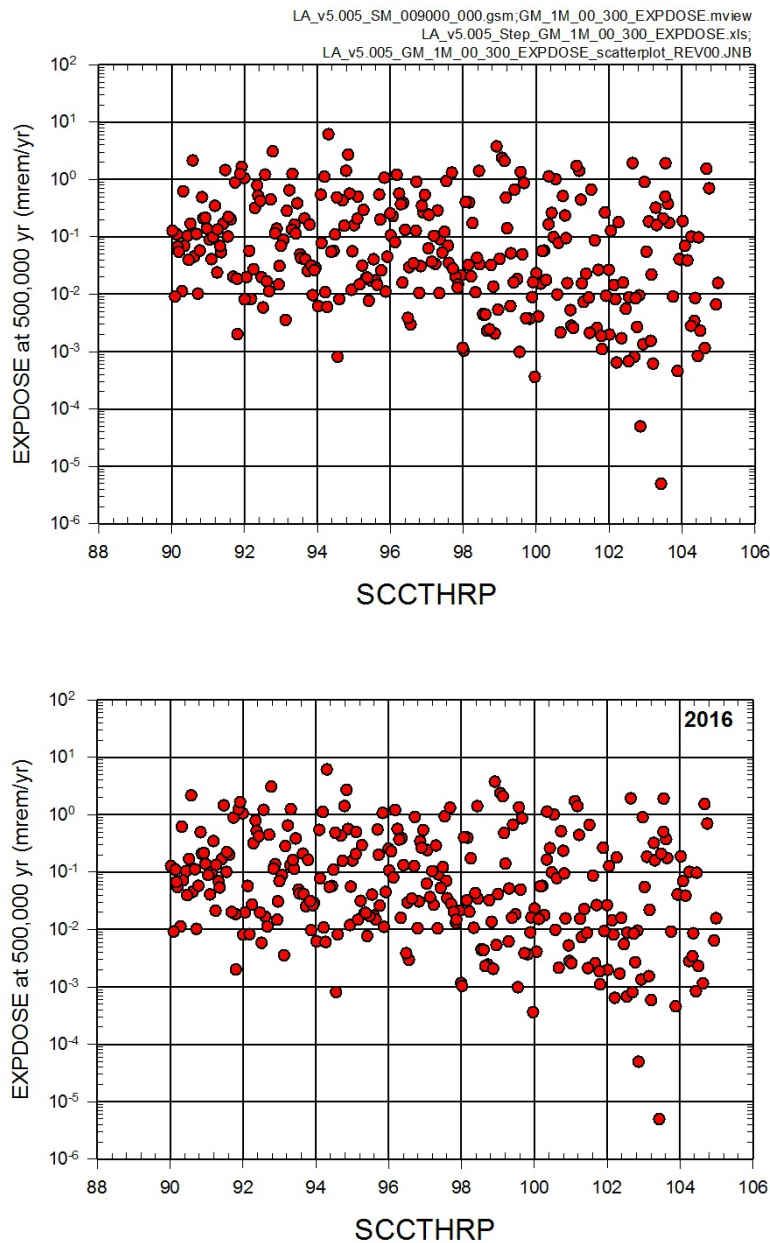 LA_v5.005_SM_009000_000.gsm;GM_1M_00_300_EXPDOSE.mview
LA_v5.005_Step_GM_1M_00_300_EXPDOSE.xls;
LA_v5.005_GM_1M_00_300_EXPDOSE_scatterplot_REV00.JNB
EXPDOSE at 500,000 yr (mrem/yr)
10²
10¹
10⁰
10⁻¹
10⁻²
10⁻³
10⁻⁴
10⁻⁵
10⁻⁶
88 90 92 94 96 98 100 102 104 106
SCCTHRP
2016
EXPDOSE at 500,000 yr (mrem/yr)
10²
10¹
10⁰
10⁻¹
10⁻²
10⁻³
10⁻⁴
10⁻⁵
10⁻⁶
88 90 92 94 96 98 100 102 104 106
SCCTHRP